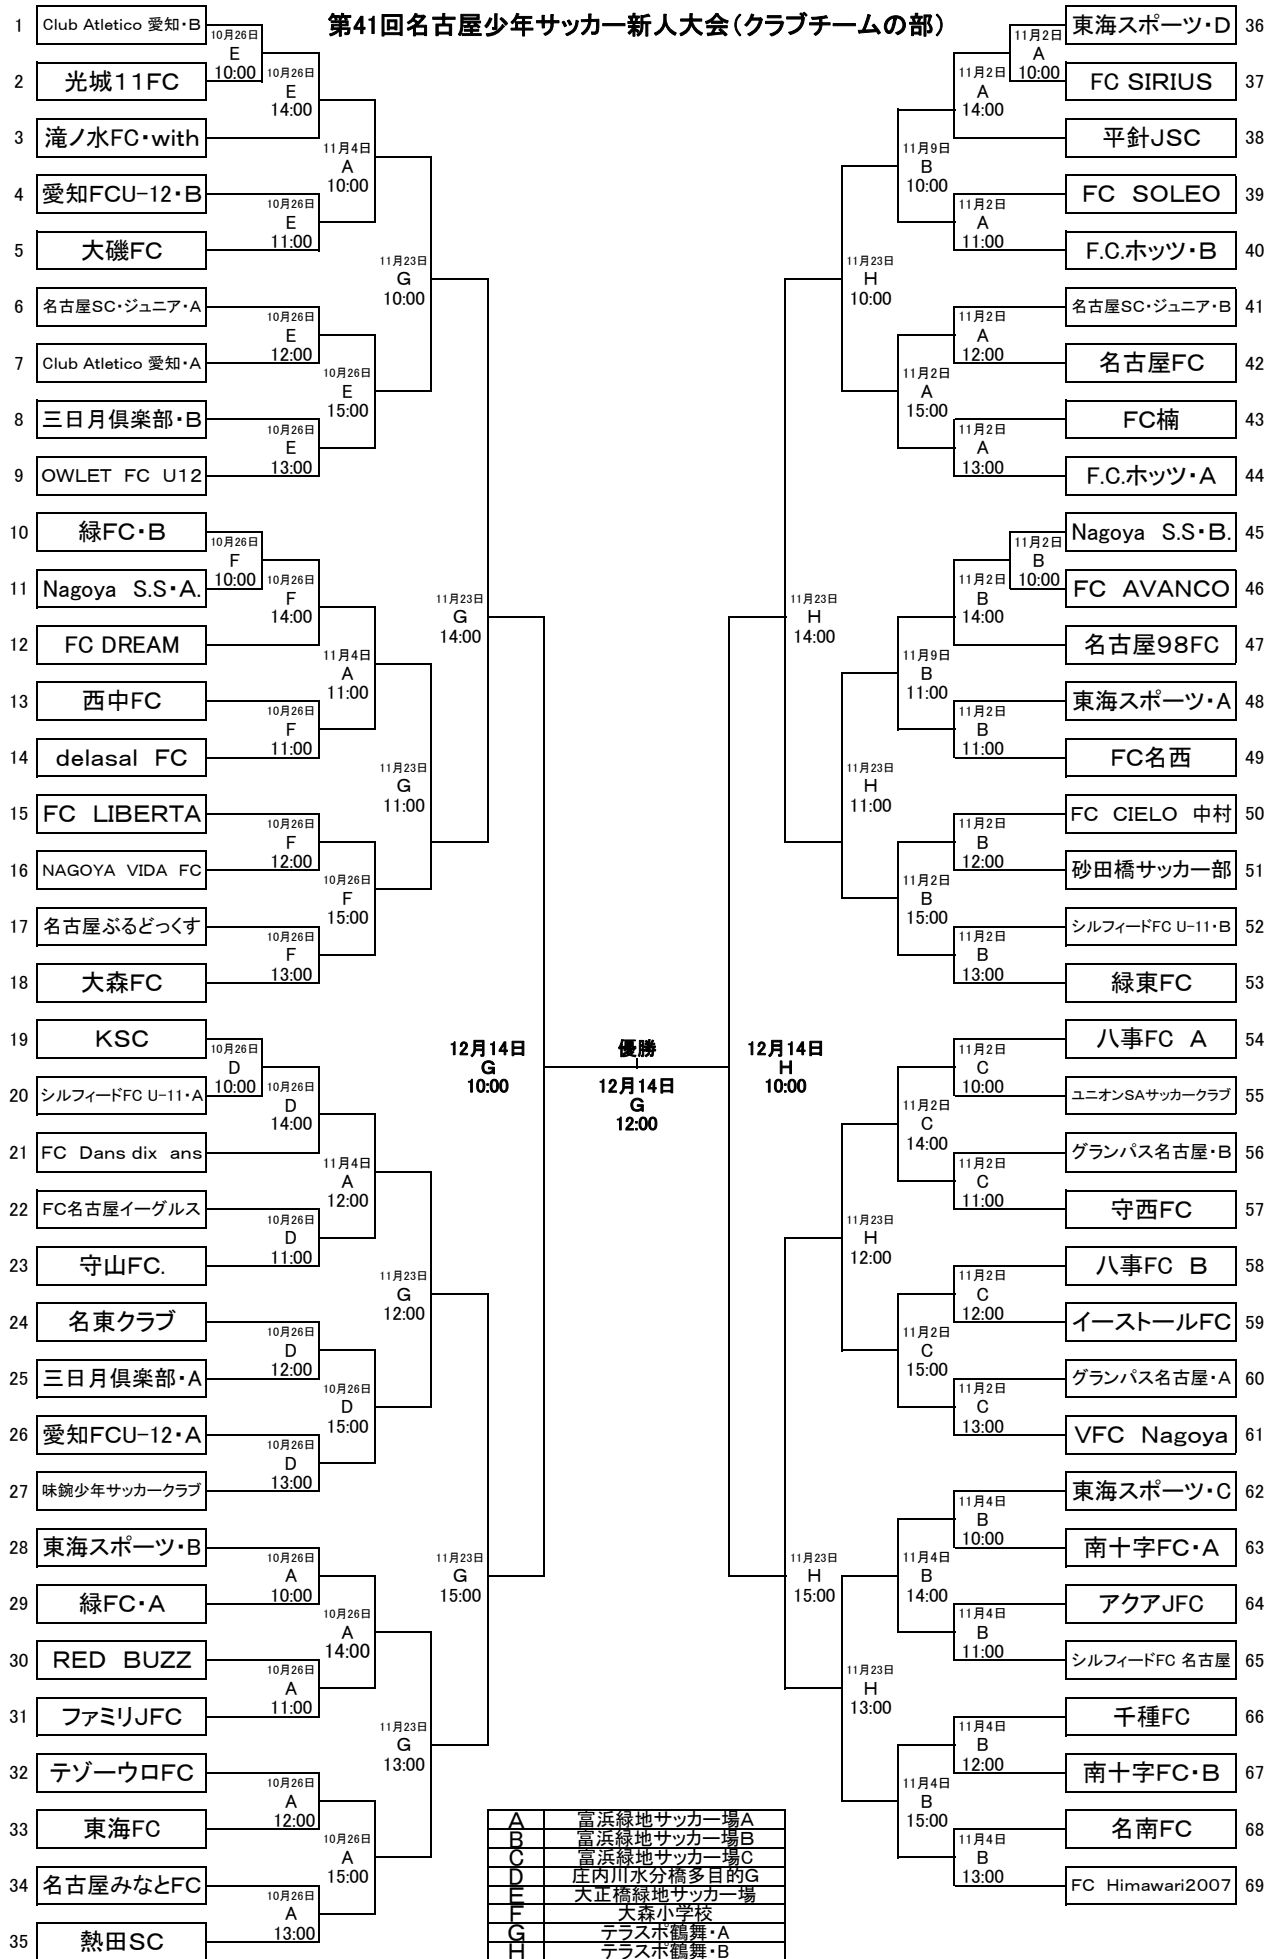 第41回名古屋少年サッカー新人大会(クラブチームの部)
1 Club Atletico 愛知・B
2 光城11FC
3 滝ノ水FC・with
4 愛知FCU-12・B
5 大磯FC
6 名古屋SC・ジュニア・A
7 Club Atletico 愛知・A
8 三日月倶楽部・B
9 OWLET FC U12
10 緑FC・B
11 Nagoya S.S・A.
12 FC DREAM
13 西中FC
14 delasal FC
15 FC LIBERTA
16 NAGOYA VIDA FC
17 名古屋ぶるどっくす
18 大森FC
19 KSC
20 シルフィードFC U-11・A
21 FC Dans dix ans
22 FC名古屋イーグルス
23 守山FC.
24 名東クラブ
25 三日月倶楽部・A
26 愛知FCU-12・A
27 味鋺少年サッカークラブ
28 東海スポーツ・B
29 緑FC・A
30 RED BUZZ
31 ファミリJFC
32 テゾーウロFC
33 東海FC
34 名古屋みなとFC
35 熱田SC
10月26日
E
10:00
10月26日
E
14:00
10月26日
E
11:00
10月26日
E
12:00
10月26日
E
13:00
10月26日
E
15:00
11月4日
A
10:00
11月23日
G
10:00
10月26日
F
10:00
10月26日
F
14:00
10月26日
F
11:00
10月26日
F
12:00
10月26日
F
13:00
10月26日
F
15:00
11月4日
A
11:00
11月23日
G
11:00
11月23日
G
14:00
10月26日
D
10:00
10月26日
D
14:00
10月26日
D
11:00
10月26日
D
12:00
10月26日
D
13:00
10月26日
D
15:00
11月4日
A
12:00
11月23日
G
12:00
10月26日
A
10:00
10月26日
A
11:00
10月26日
A
14:00
10月26日
A
12:00
10月26日
A
13:00
10月26日
A
15:00
11月23日
G
13:00
11月23日
G
15:00
12月14日
G
10:00
優勝
12月14日
G
12:00
12月14日
H
10:00
11月2日
A
10:00
11月2日
A
14:00
11月2日
A
11:00
11月9日
B
10:00
11月2日
A
12:00
11月2日
A
13:00
11月2日
A
15:00
11月23日
H
10:00
11月23日
H
14:00
11月2日
B
10:00
11月2日
B
14:00
11月2日
B
11:00
11月9日
B
11:00
11月2日
B
12:00
11月2日
B
13:00
11月2日
B
15:00
11月23日
H
11:00
11月2日
C
10:00
11月2日
C
11:00
11月2日
C
14:00
11月2日
C
12:00
11月2日
C
13:00
11月2日
C
15:00
11月23日
H
12:00
11月4日
B
10:00
11月4日
B
11:00
11月4日
B
14:00
11月4日
B
12:00
11月4日
B
13:00
11月4日
B
15:00
11月23日
H
13:00
11月23日
H
15:00
東海スポーツ・D 36
FC SIRIUS 37
平針JSC 38
FC SOLEO 39
F.C.ホッツ・B 40
名古屋SC・ジュニア・B 41
名古屋FC 42
FC楠 43
F.C.ホッツ・A 44
Nagoya S.S・B. 45
FC AVANCO 46
名古屋98FC 47
東海スポーツ・A 48
FC名西 49
FC CIELO 中村 50
砂田橋サッカー部 51
シルフィードFC U-11・B 52
緑東FC 53
八事FC A 54
ユニオンSAサッカークラブ 55
グランパス名古屋・B 56
守西FC 57
八事FC B 58
イーストールFC 59
グランパス名古屋・A 60
VFC Nagoya 61
東海スポーツ・C 62
南十字FC・A 63
アクアJFC 64
シルフィードFC 名古屋 65
千種FC 66
南十字FC・B 67
名南FC 68
FC Himawari2007 69
A 富浜緑地サッカー場A
B 富浜緑地サッカー場B
C 富浜緑地サッカー場C
D 庄内川水分橋多目的G
E 大正橋緑地サッカー場
F 大森小学校
G テラスポ鶴舞・A
H テラスポ鶴舞・B